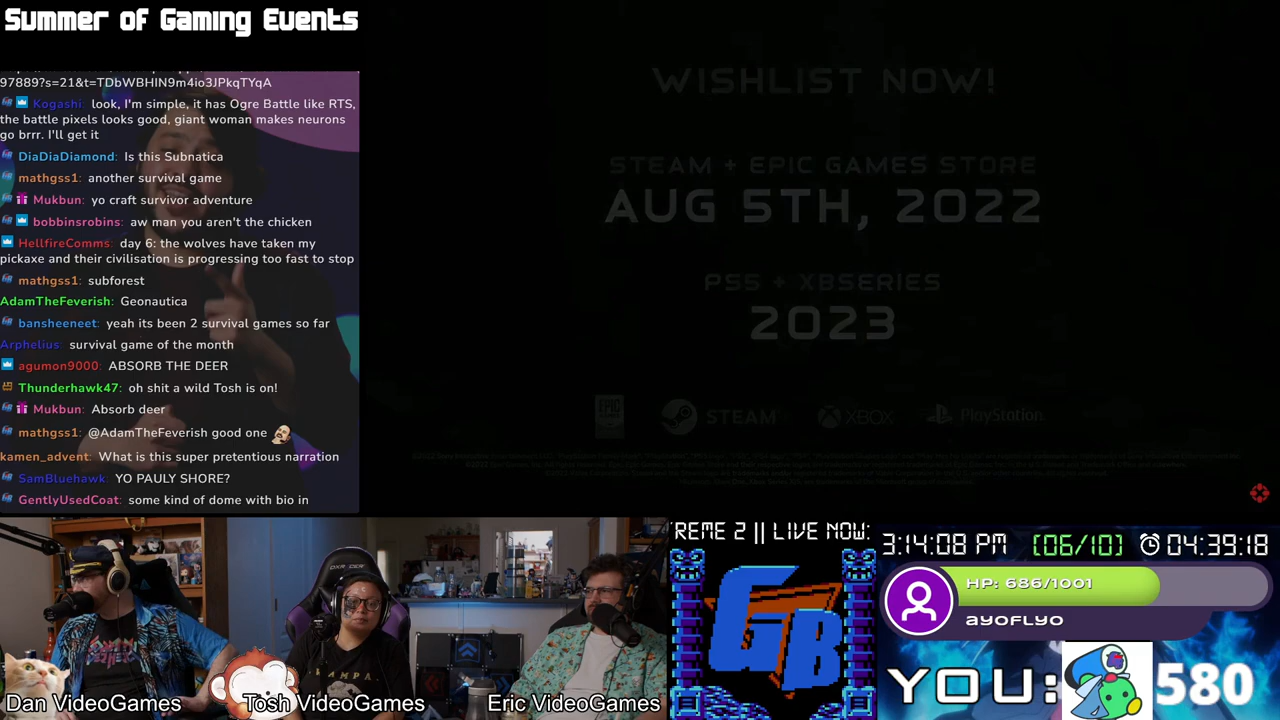 Summer of Gaming Events
97889?s=21&t=TDbWBHIN9m4io3JPkqTYqA
Kogashi: look, I'm simple, it has Ogre Battle like RTS,
the battle pixels looks good, giant woman makes neurons
go brrr. I'll get it
DiaDiaDiamond: Is this Subnatica
mathgss1: another survival game
Mukbun: yo craft survivor adventure
bobbinsrobins: aw man you aren't the chicken
HellfireComms: day 6: the wolves have taken my
pickaxe and their civilisation is progressing too fast to stop
mathgss1: subforest
AdamTheFeverish: Geonautica
bansheeneet: yeah its been 2 survival games so far
Arphelius: survival game of the month
agumon9000: ABSORB THE DEER
Thunderhawk47: oh shit a wild Tosh is on!
Mukbun: Absorb deer
mathgss1: @AdamTheFeverish good one
kamen_advent: What is this super pretentious narration
SamBluehawk: YO PAULY SHORE?
GentlyUsedCoat: some kind of dome with bio in
WISHLIST NOW!
STEAM + EPIC GAMES STORE
AUG 5TH, 2022
PS5 + XBSERIES
2023
EPIC GAMES STEAM XBOX PlayStation
Dan VideoGames
Tosh VideoGames
Eric VideoGames
REME 2 || LIVE NOW:
GB
3:14:08 PM [06/10] 04:39:18
HP: 686/1001
ayoflyo
YOU: 580